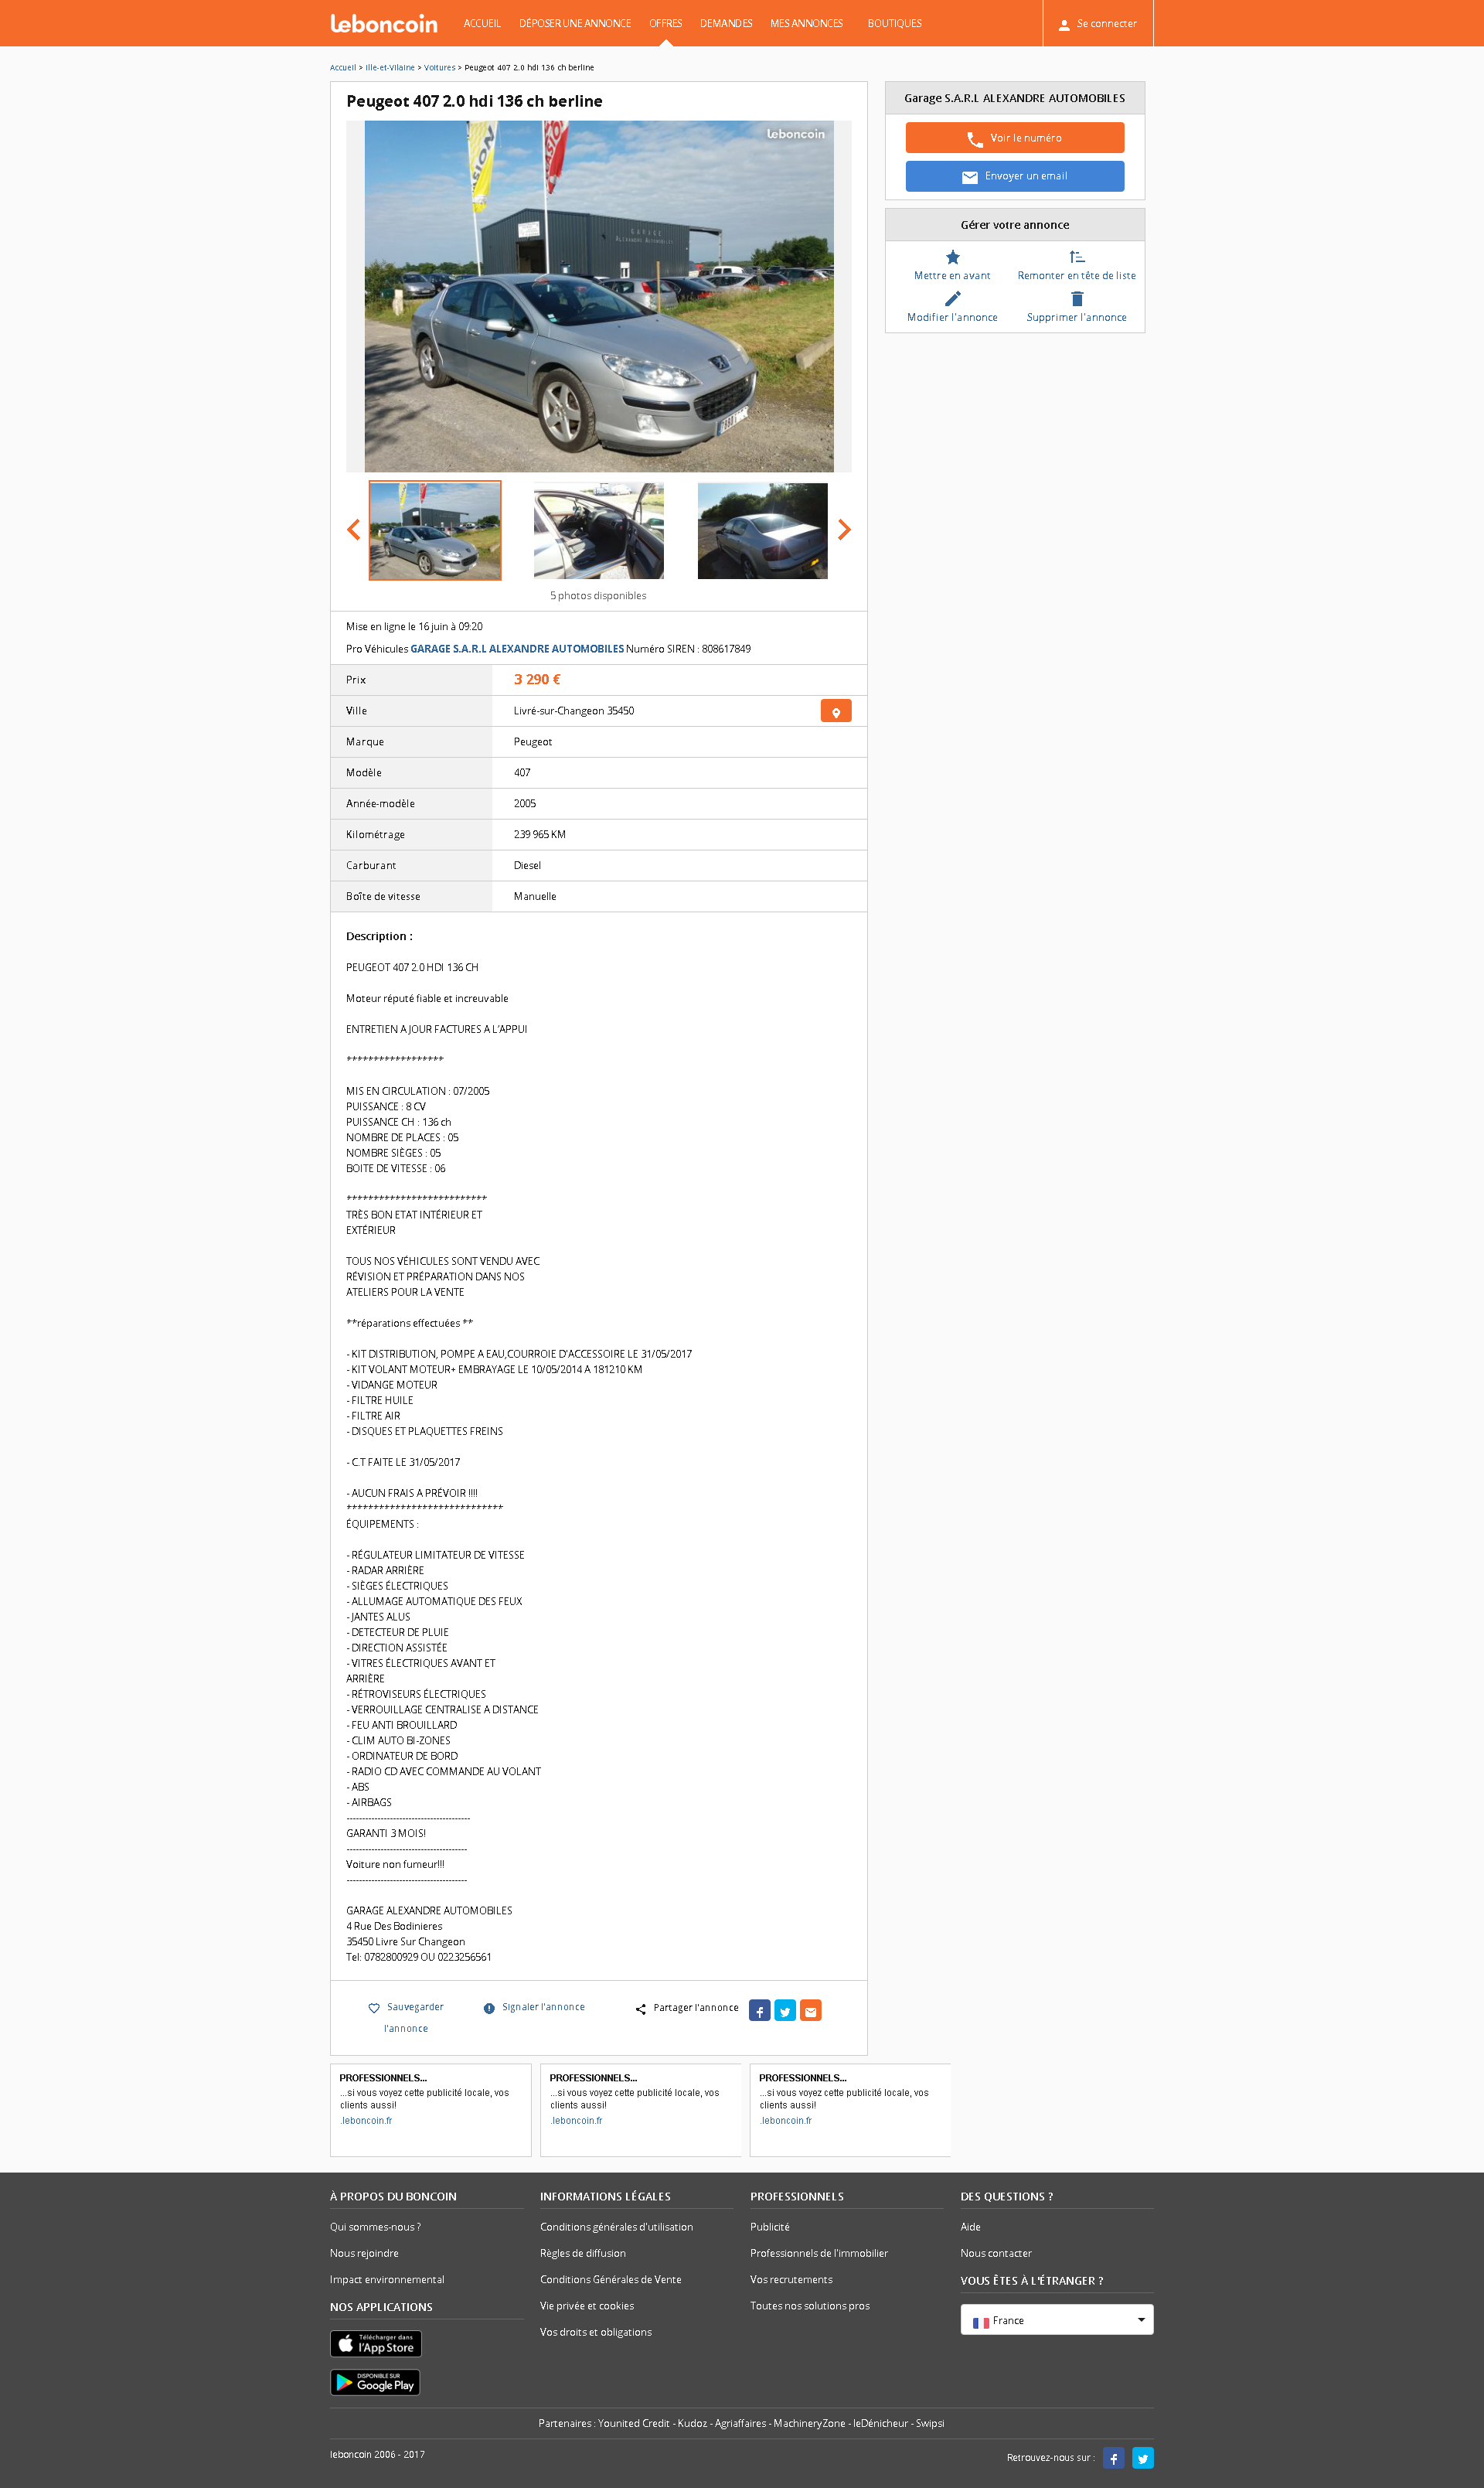 leboncoin
ACCUEIL DÉPOSER UNE ANNONCE OFFRES DEMANDES MES ANNONCES BOUTIQUES Se connecter
Accueil > Ille-et-Vilaine > Voitures > Peugeot 407 2.0 hdi 136 ch berline
Peugeot 407 2.0 hdi 136 ch berline
leboncoin
GARAGE
ALEXANDRE AUTOMOBILES
5 photos disponibles
Mise en ligne le 16 juin à 09:20
Pro Véhicules GARAGE S.A.R.L ALEXANDRE AUTOMOBILES Numéro SIREN : 808617849
Prix 3 290 €
Ville Livré-sur-Changeon 35450
Marque Peugeot
Modèle 407
Année-modèle 2005
Kilométrage 239 965 KM
Carburant Diesel
Boîte de vitesse Manuelle
Description :
PEUGEOT 407 2.0 HDI 136 CH
Moteur réputé fiable et increuvable
ENTRETIEN A JOUR FACTURES A L'APPUI
******************
MIS EN CIRCULATION : 07/2005
PUISSANCE : 8 CV
PUISSANCE CH : 136 ch
NOMBRE DE PLACES : 05
NOMBRE SIÈGES : 05
BOITE DE VITESSE : 06
**************************
TRÈS BON ETAT INTÉRIEUR ET
EXTÉRIEUR
TOUS NOS VÉHICULES SONT VENDU AVEC
RÉVISION ET PRÉPARATION DANS NOS
ATELIERS POUR LA VENTE
**réparations effectuées **
- KIT DISTRIBUTION, POMPE A EAU,COURROIE D'ACCESSOIRE LE 31/05/2017
- KIT VOLANT MOTEUR+ EMBRAYAGE LE 10/05/2014 A 181210 KM
- VIDANGE MOTEUR
- FILTRE HUILE
- FILTRE AIR
- DISQUES ET PLAQUETTES FREINS
- C.T FAITE LE 31/05/2017
- AUCUN FRAIS A PRÉVOIR !!!!
*****************************
ÉQUIPEMENTS :
- RÉGULATEUR LIMITATEUR DE VITESSE
- RADAR ARRIÈRE
- SIÈGES ÉLECTRIQUES
- ALLUMAGE AUTOMATIQUE DES FEUX
- JANTES ALUS
- DETECTEUR DE PLUIE
- DIRECTION ASSISTÉE
- VITRES ÉLECTRIQUES AVANT ET
ARRIÈRE
- RÉTROVISEURS ÉLECTRIQUES
- VERROUILLAGE CENTRALISE A DISTANCE
- FEU ANTI BROUILLARD
- CLIM AUTO BI-ZONES
- ORDINATEUR DE BORD
- RADIO CD AVEC COMMANDE AU VOLANT
- ABS
- AIRBAGS
----------------------------------------
GARANTI 3 MOIS!
---------------------------------------
Voiture non fumeur!!!
---------------------------------------
GARAGE ALEXANDRE AUTOMOBILES
4 Rue Des Bodinieres
35450 Livre Sur Changeon
Tel: 0782800929 OU 0223256561
Sauvegarder
l'annonce
Signaler l'annonce
Partager l'annonce
Garage S.A.R.L ALEXANDRE AUTOMOBILES
Voir le numéro
Envoyer un email
Gérer votre annonce
Mettre en avant
Remonter en tête de liste
Modifier l'annonce
Supprimer l'annonce
PROFESSIONNELS...
...si vous voyez cette publicité locale, vos
clients aussi!
.leboncoin.fr
PROFESSIONNELS...
...si vous voyez cette publicité locale, vos
clients aussi!
.leboncoin.fr
PROFESSIONNELS...
...si vous voyez cette publicité locale, vos
clients aussi!
.leboncoin.fr
À PROPOS DU BONCOIN
Qui sommes-nous ?
Nous rejoindre
Impact environnemental
NOS APPLICATIONS
Télécharger dans
l'App Store
DISPONIBLE SUR
Google Play
INFORMATIONS LÉGALES
Conditions générales d'utilisation
Règles de diffusion
Conditions Générales de Vente
Vie privée et cookies
Vos droits et obligations
PROFESSIONNELS
Publicité
Professionnels de l'immobilier
Vos recrutements
Toutes nos solutions pros
DES QUESTIONS ?
Aide
Nous contacter
VOUS ÊTES À L'ÉTRANGER ?
France
Partenaires : Younited Credit - Kudoz - Agriaffaires - MachineryZone - leDénicheur - Swipsi
leboncoin 2006 - 2017
Retrouvez-nous sur :